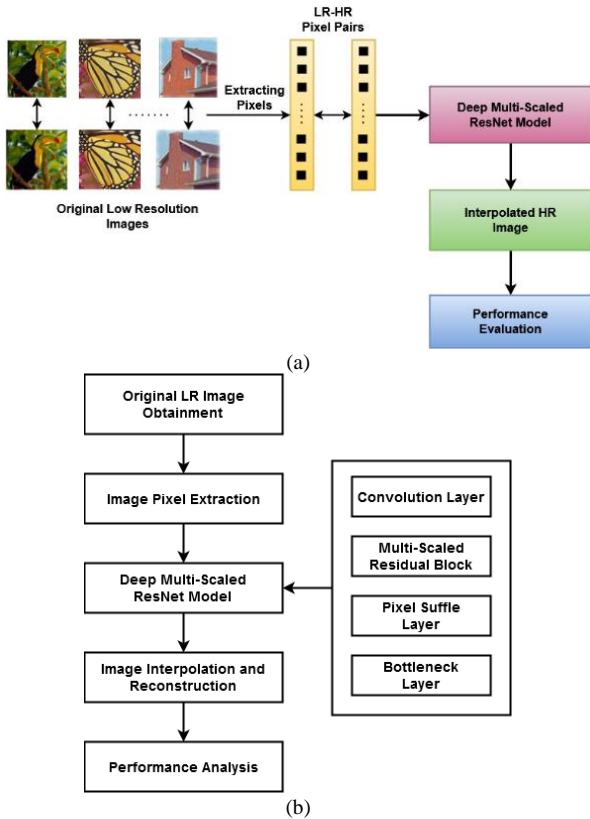 LR-HR
Pixel Pairs
Extracting
Pixels
Deep Multi-Scaled
ResNet Model
Original Low Resolution
Images
Interpolated HR
Image
Performance
Evaluation
(a)
Original LR Image
Obtainment
Image Pixel Extraction
Deep Multi-Scaled
ResNet Model
Image Interpolation and
Reconstruction
Performance Analysis
Convolution Layer
Multi-Scaled
Residual Block
Pixel Suffle
Layer
Bottleneck
Layer
(b)